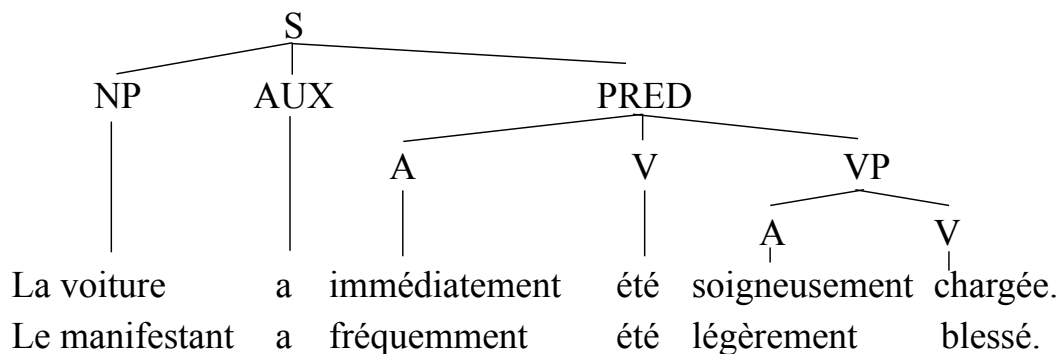 S
NP AUX PRED
A V VP
A V
La voiture a immédiatement été soigneusement chargée.
Le manifestant a fréquemment été légèrement blessé.